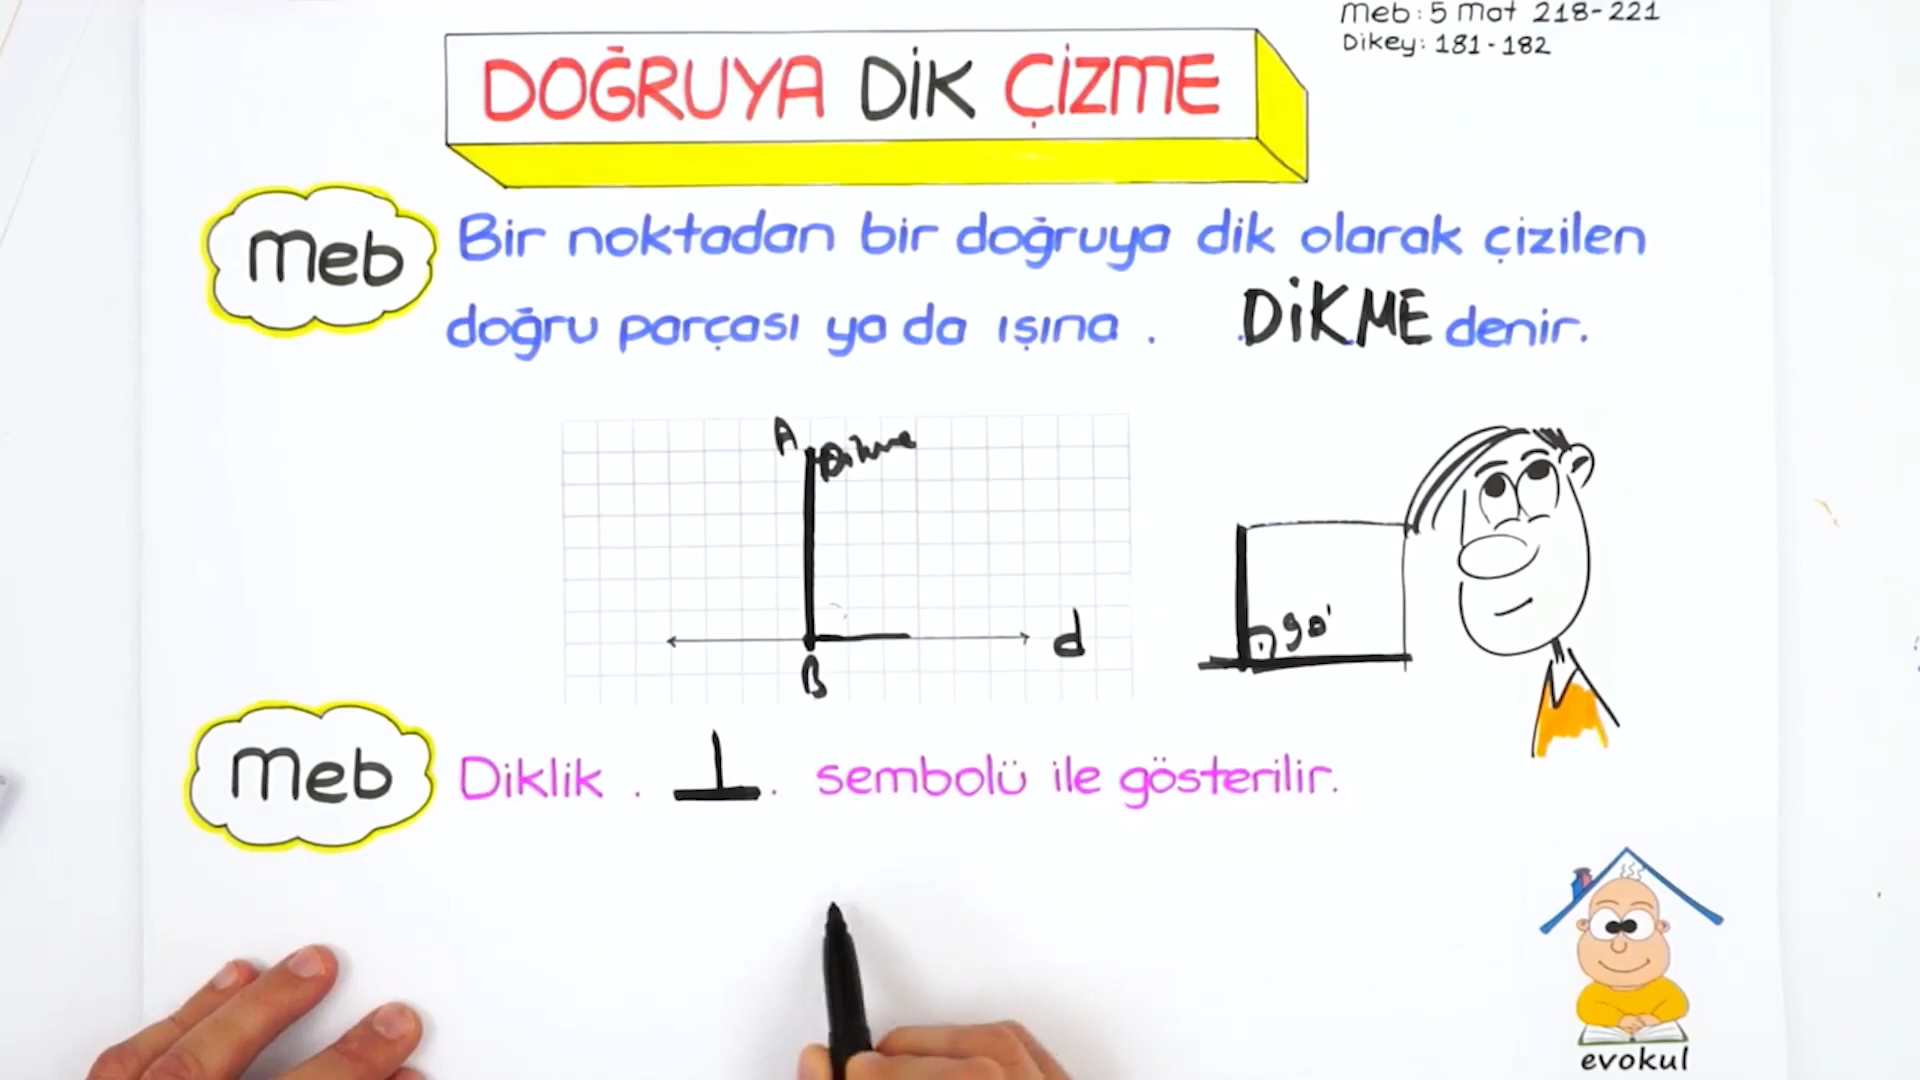 Meb: 5 mat 218-221
Dikey: 181-182
DOĞRUYA DİK ÇİZME
Meb
Bir noktadan bir doğruya dik olarak çizilen
doğru parçası ya da ışına . DİKME denir.
A
Dikme
d
B
90°
Meb
Diklik . ⊥ . sembolü ile gösterilir.
evokul